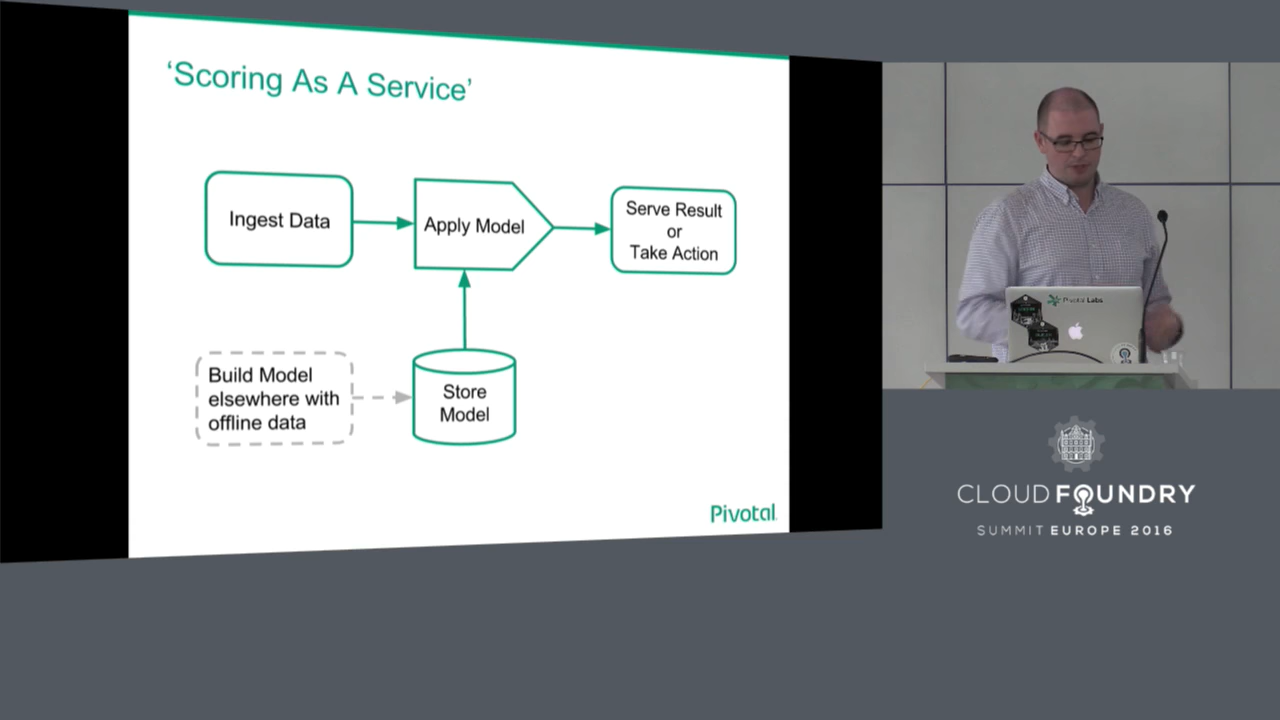 ‘Scoring As A Service’
Ingest Data
Apply Model
Serve Result
or
Take Action
Build Model
elsewhere with
offline data
Store
Model
Pivotal
Pivotal Labs
CLOUD FOUNDRY
SUMMIT EUROPE 2016